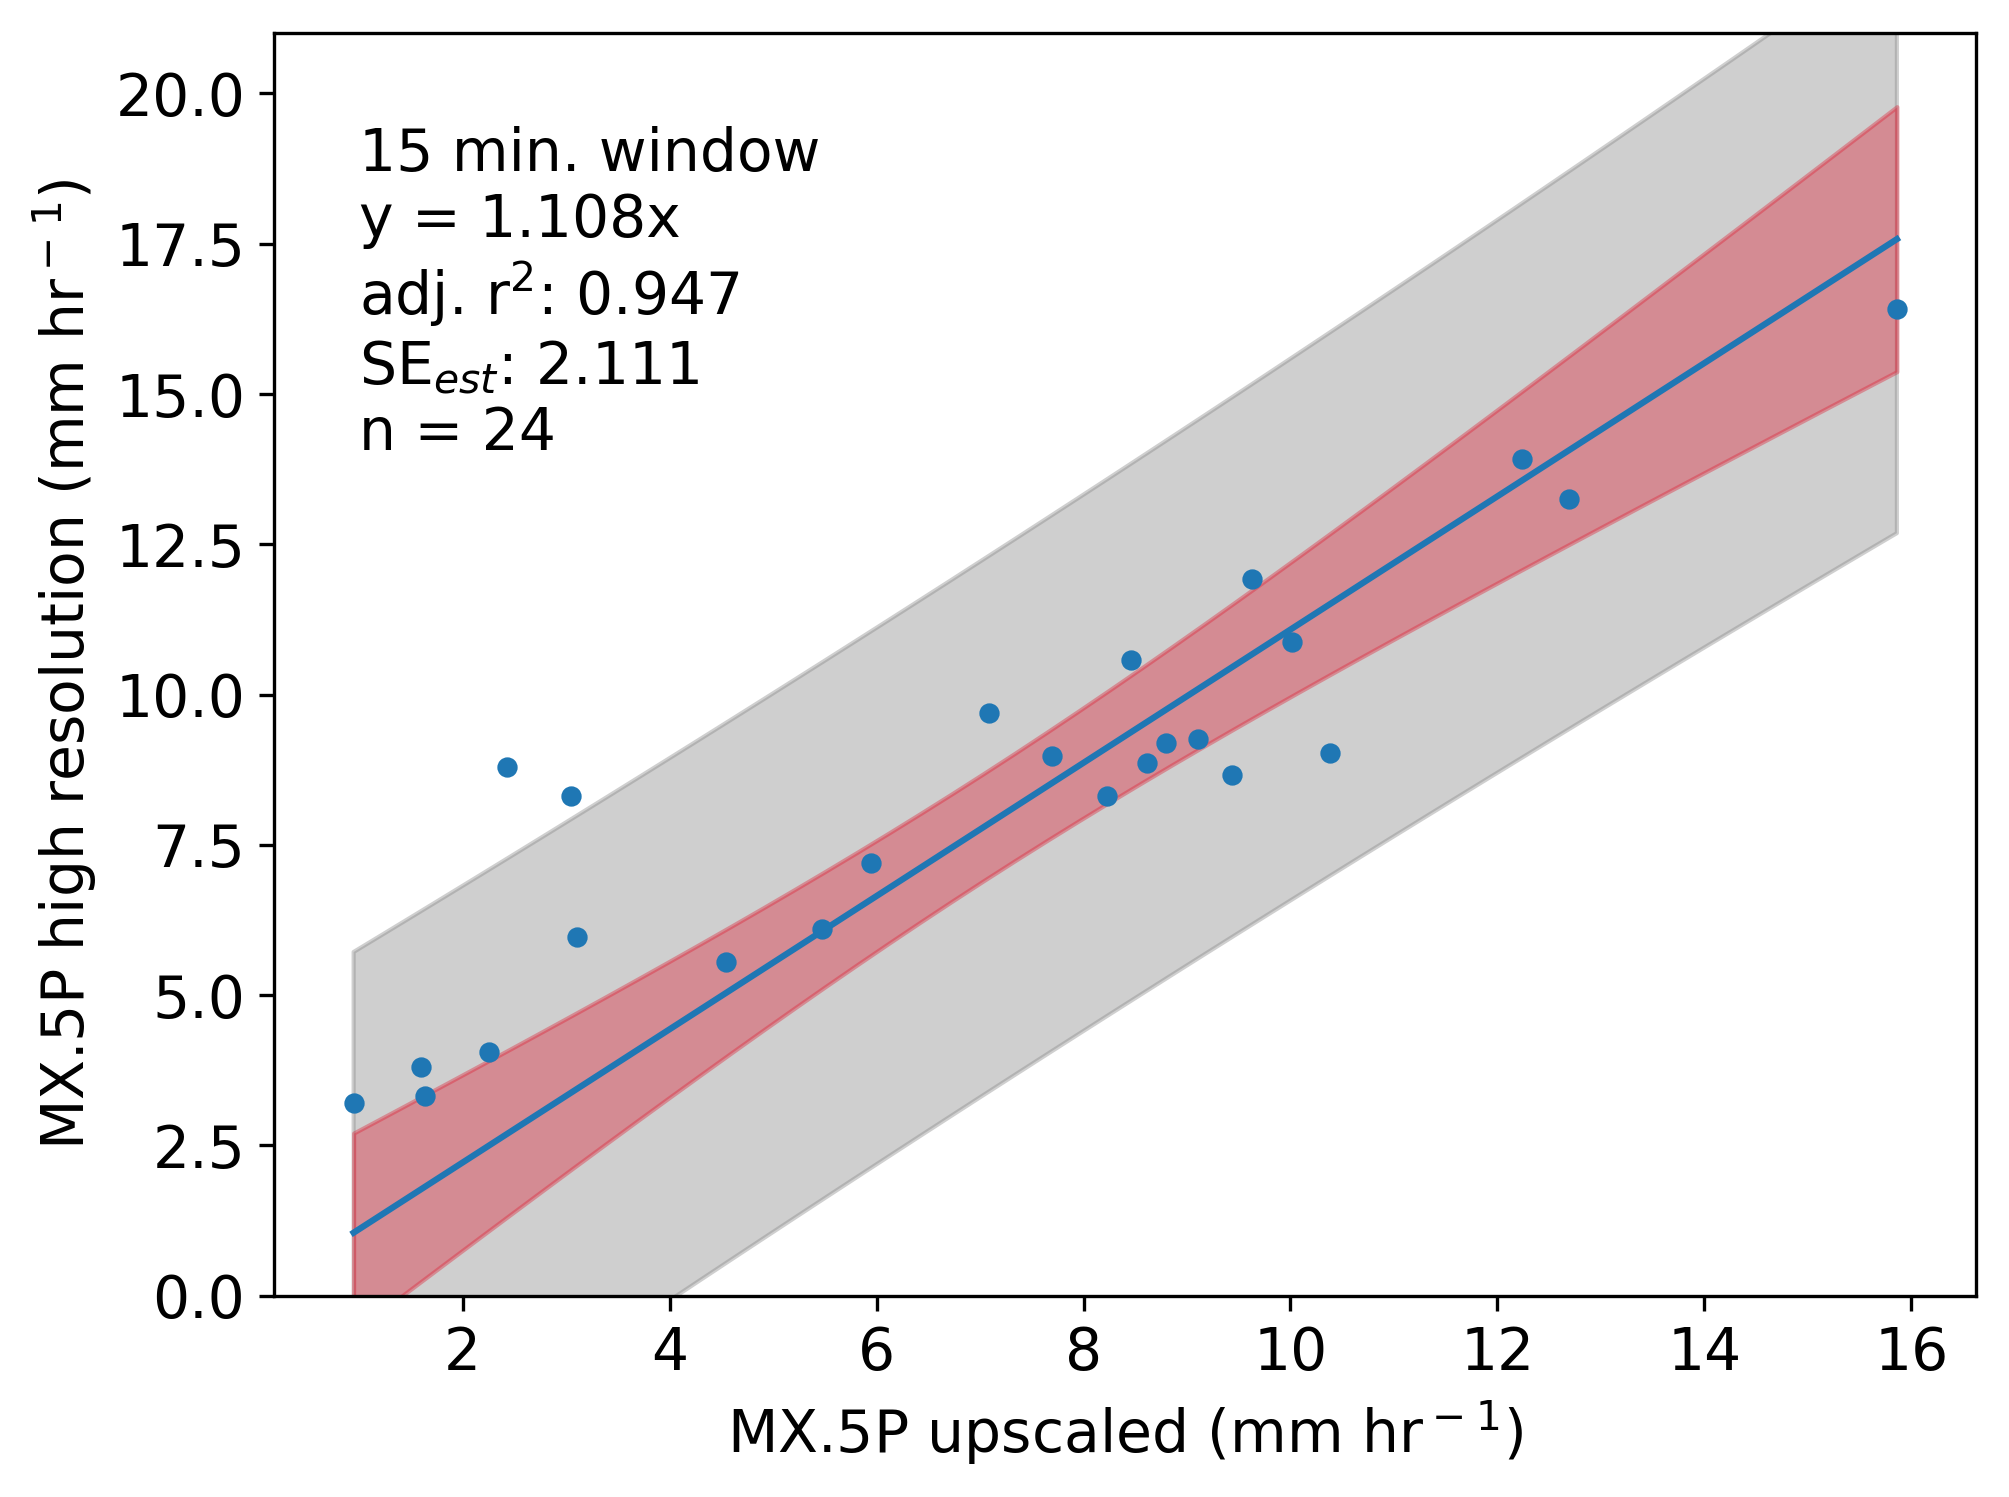 15 min. window
y = 1.108x
adj. r²: 0.947
SEest: 2.111
n = 24
MX.5P high resolution (mm hr⁻¹)
20.0
17.5
15.0
12.5
10.0
7.5
5.0
2.5
0.0
2 4 6 8 10 12 14 16
MX.5P upscaled (mm hr⁻¹)